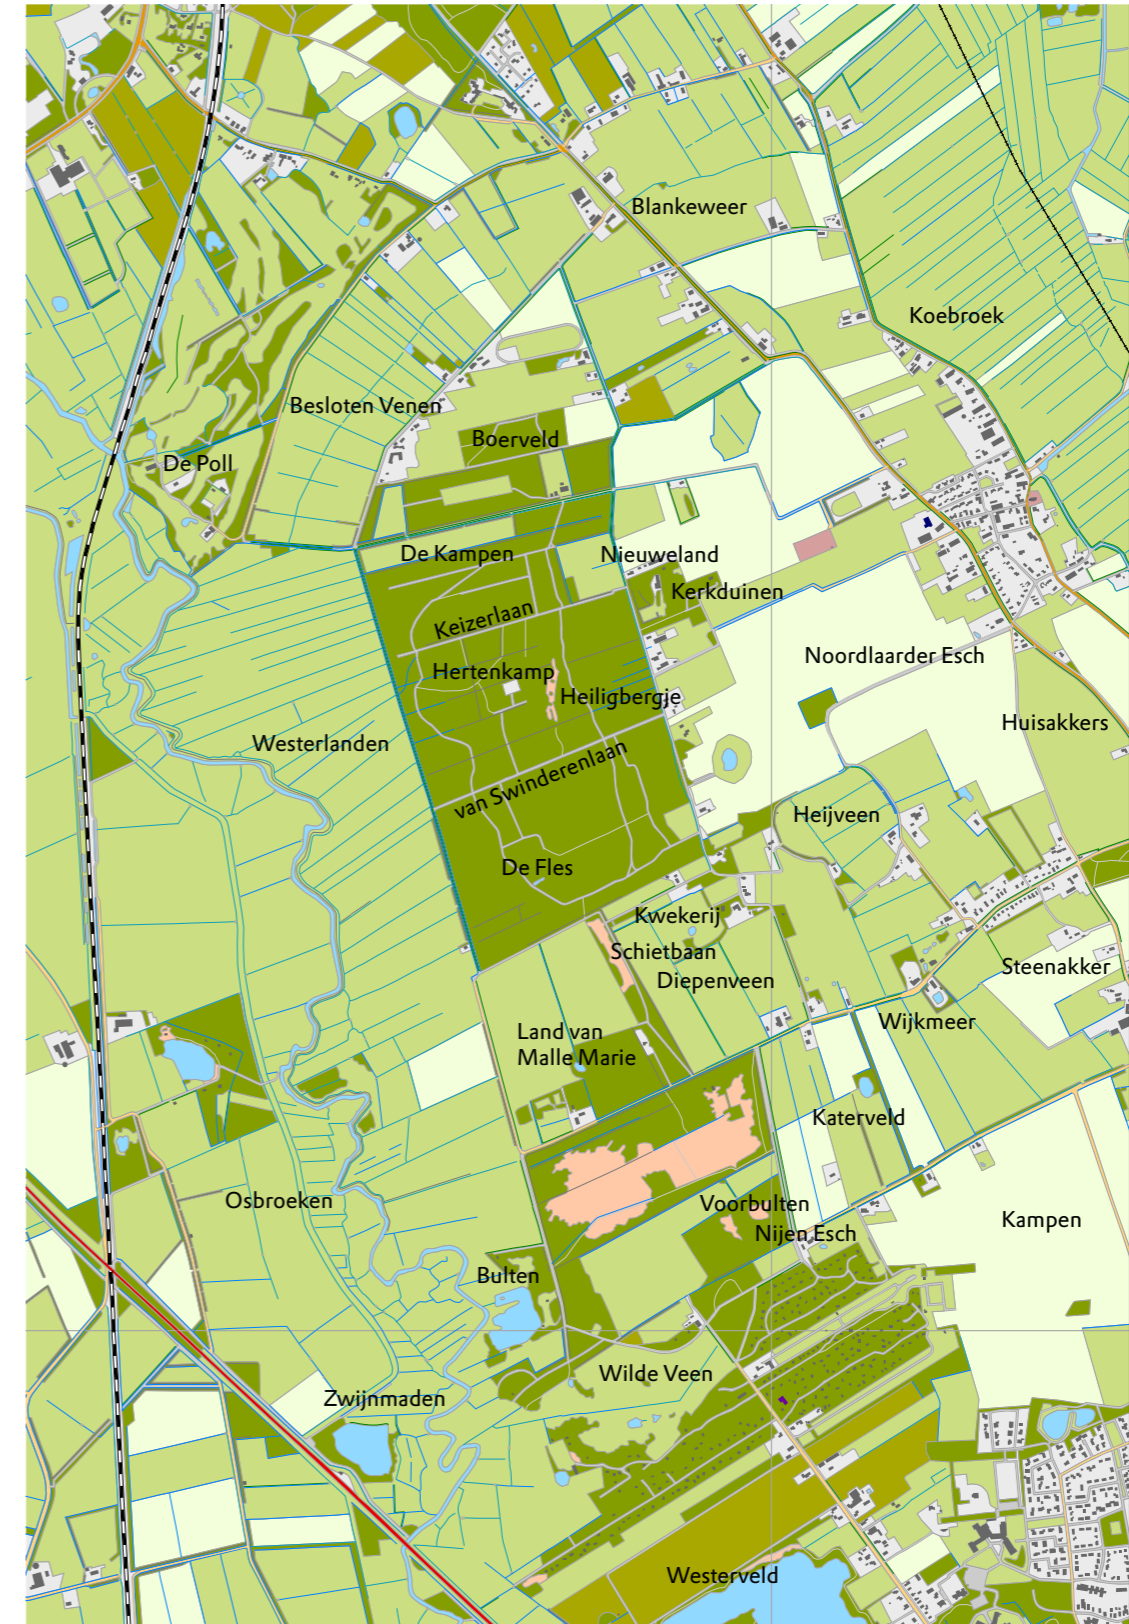 Blankeweer
Koebroek
Besloten Venen
Boerveld
De Poll
De Kampen
Nieuweland
Kerkduinen
Keizerlaan
Noordlaarder Esch
Hertenkamp
Heiligbergje
Huisakkers
Westerlanden
van Swinderenlaan
Heijveen
De Fles
Kwekerij
Schietbaan
Diepenveen
Steenakker
Wijkmeer
Land van
Malle Marie
Katerveld
Osbroeken
Voorbulten
Nijen Esch
Kampen
Bulten
Wilde Veen
Zwijnmaden
Westerveld